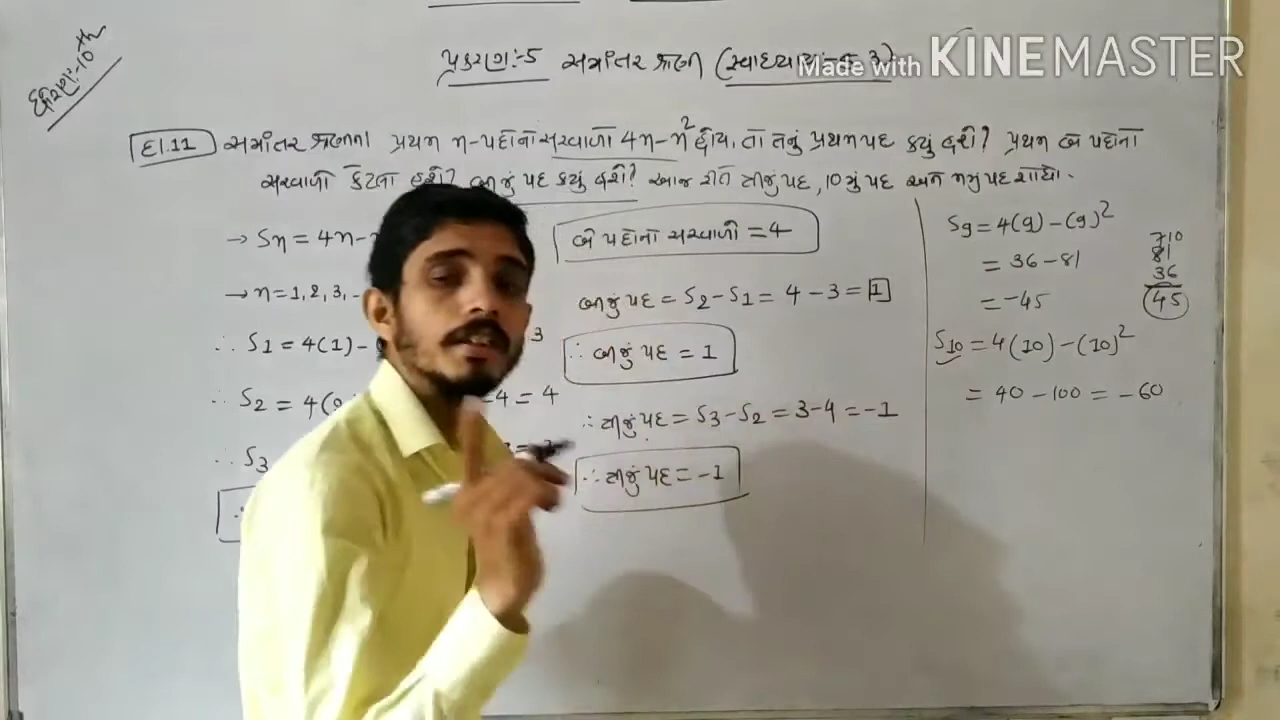 ધોરણ:-10th
Made with KINEMASTER
પ્રકરણ:-5 સમાંતર શ્રેણી (સ્વાધ્યાય:-5.3)
દા.11 સમાંતર શ્રેણીના પ્રથમ n-પદોનો સરવાળો 4n-n² હોય, તો તેનું પ્રથમપદ કયું હશે? પ્રથમ બે પદોનો
સરવાળો કેટલો હશે? બીજું પદ કયું હશે? આજ રીતે ત્રીજું પદ, 10મું પદ અને nમુ પદ શોધો.
→ Sn = 4n-
→ n = 1, 2, 3,
∴ S1 = 4(1) - 3
∴ S2 = 4( -4 = 4
∴ S3
બે પદોનો સરવાળો = 4
બીજું પદ = S2 - S1 = 4 - 3 = 1
∴ બીજું પદ = 1
∴ ત્રીજું પદ = S3 - S2 = 3 - 4 = -1
∴ ત્રીજું પદ = -1
S9 = 4(9) - (9)²
= 36 - 81
= -45
710
81
36
45
S10 = 4(10) - (10)²
= 40 - 100 = -60